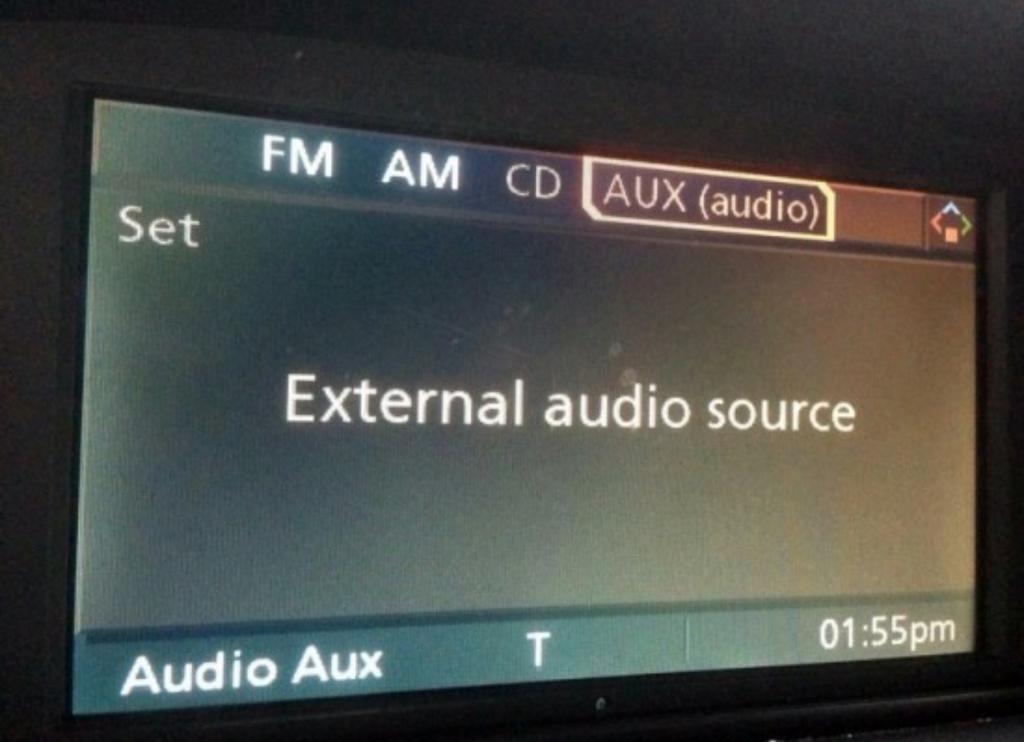 FM AM CD AUX (audio)
Set
External audio source
Audio Aux T 01:55pm